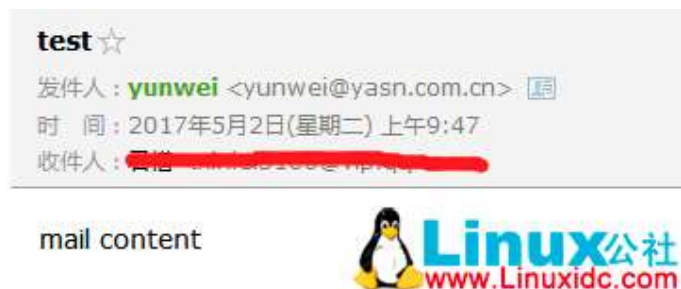 test
发件人：yunwei <yunwei@yasn.com.cn>
时 间：2017年5月2日(星期二) 上午9:47
收件人：
mail content
Linux公社
www.Linuxidc.com